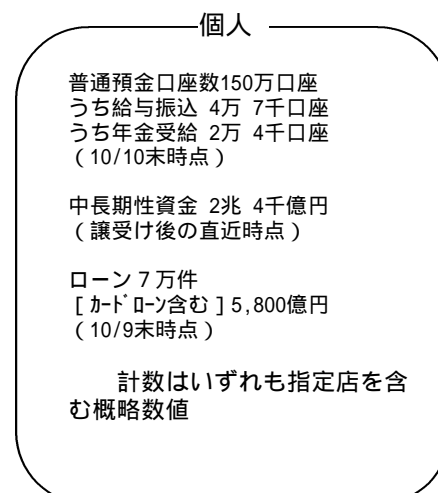 個人
普通預金口座数150万口座
うち給与振込 4万 7千口座
うち年金受給 2万 4千口座
（10/10末時点）
中長期性資金 2兆 4千億円
（譲受け後の直近時点）
ローン７万件
［ｶｰﾄﾞﾛｰﾝ含む］5,800億円
（10/9末時点）
計数はいずれも指定店を含
む概略数値